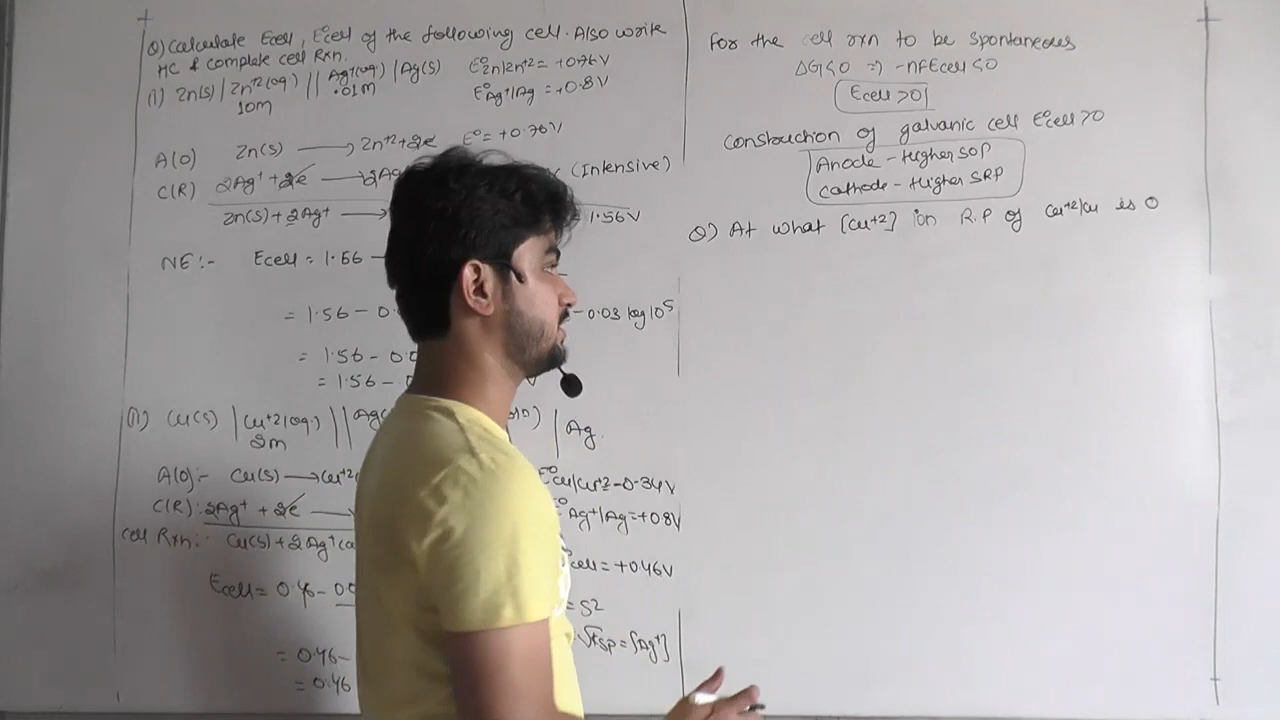 Q) Calculate Ecell, E°cell of the following cell. Also write
HC & complete cell Rxn.
(i) Zn(s) | Zn+2(aq.) || Ag+(aq) | Ag(s) E°Zn|Zn+2 = +0.76V
10m .01m E°Ag+|Ag = +0.8V
A(O) Zn(s) → Zn+2 + 2e E° = +0.76V
C(R) 2Ag+ + 2e → 2Ag (Intensive)
Zn(s) + 2Ag+ → = 1.56V
NE:- Ecell = 1.56 -
= 1.56 - 0. - 0.03 log 10^5
= 1.56 - 0.0
= 1.56 -
(ii) Cu(s) | Cu+2(aq.) || Ag | Ag.
2m
A(O):- Cu(s) → Cu+2 E°Cu|Cu+2 -0.34V
C(R): 2Ag+ + 2e → Ag+|Ag = +0.8V
Cell Rxn:- Cu(s) + 2Ag+ cell = +0.46V
Ecell = 0.46 - 0.0 = S2
= 0.46 - √Ksp = [Ag+]
= 0.46
For the cell rxn to be spontaneous
ΔG<0 ⇒ -nFEcell<0
Ecell>0
Construction of galvanic cell E°cell>0
Anode - Higher SOP
Cathode - Higher SRP
Q) At what [Cu+2] ion R.P of Cu+2/Cu is 0